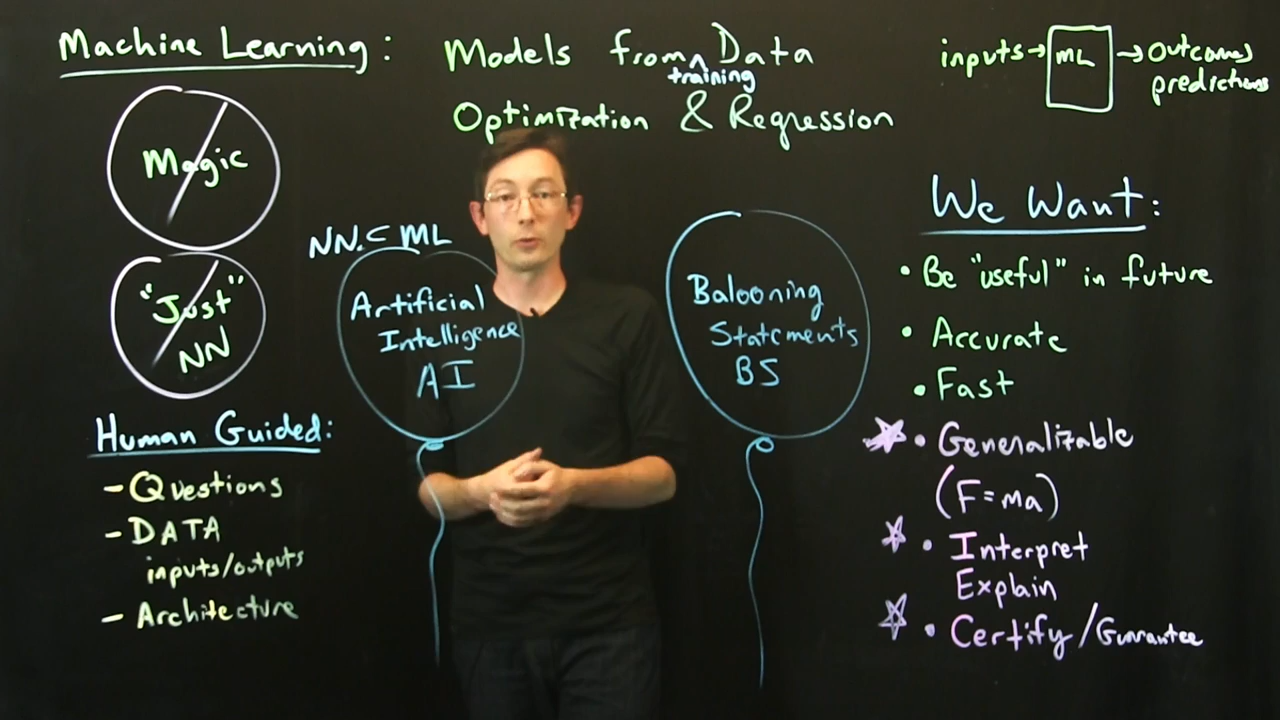 Machine Learning: Models from Data
training
Optimization & Regression
inputs → ML → Outcomes
predictions
Magic
"Just"
NN
Human Guided:
- Questions
- DATA
inputs/outputs
- Architecture
NN. ⊂ ML
Artificial
Intelligence
AI
Balooning
Statements
BS
We Want:
• Be "useful" in future
• Accurate
• Fast
• Generalizable
(F=ma)
• Interpret
Explain
• Certify/Guarantee